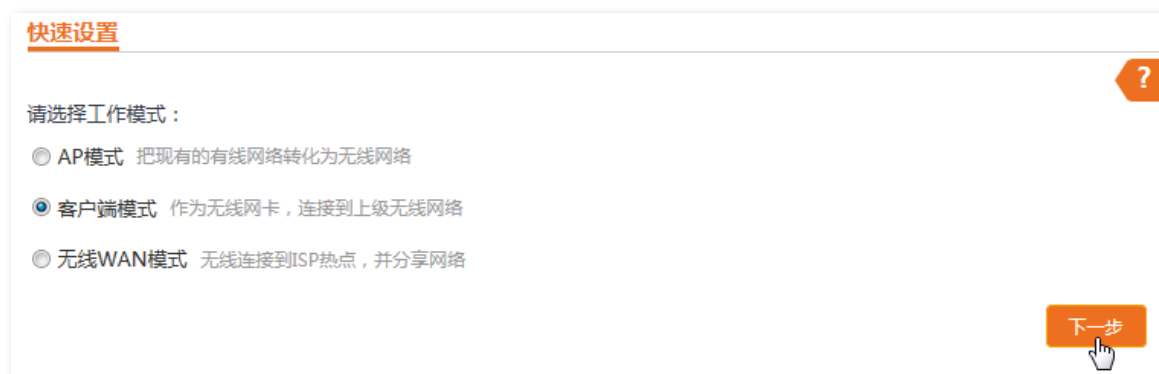 快速设置
?
请选择工作模式：
AP模式 把现有的有线网络转化为无线网络
客户端模式 作为无线网卡，连接到上级无线网络
无线WAN模式 无线连接到ISP热点，并分享网络
下一步